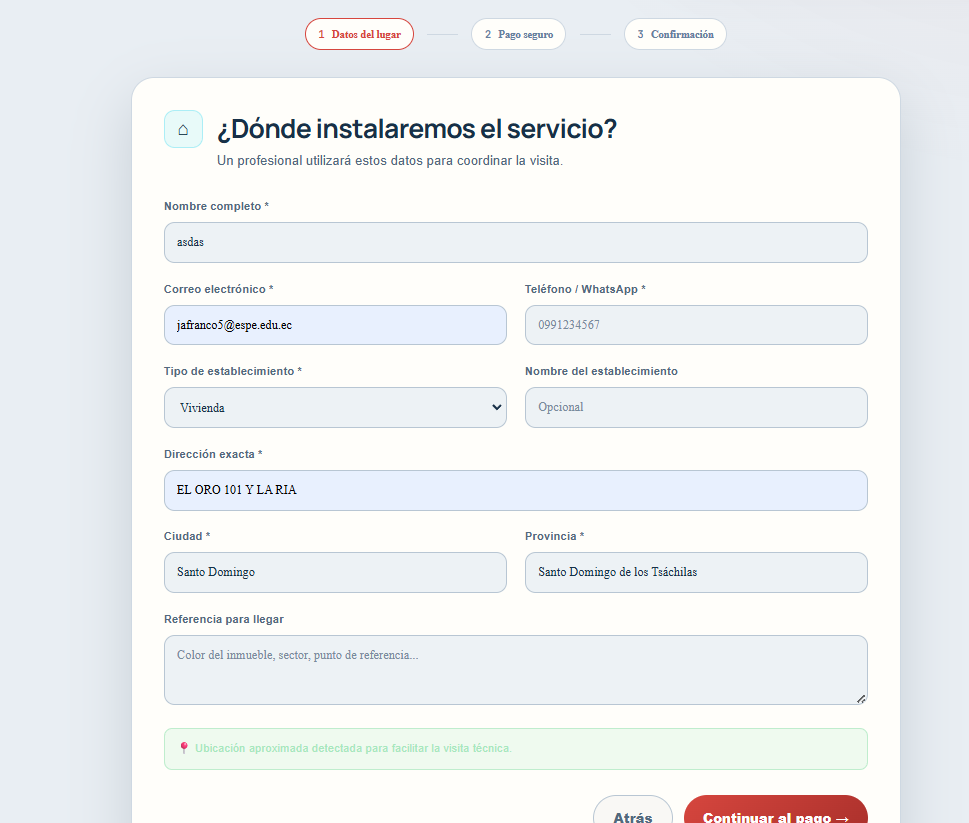 1 Datos del lugar
2 Pago seguro
3 Confirmación
¿Dónde instalaremos el servicio?
Un profesional utilizará estos datos para coordinar la visita.
Nombre completo *
asdas
Correo electrónico *
Teléfono / WhatsApp *
jafranco5@espe.edu.ec
0991234567
Tipo de establecimiento *
Nombre del establecimiento
Vivienda
Opcional
Dirección exacta *
EL ORO 101 Y LA RIA
Ciudad *
Provincia *
Santo Domingo
Santo Domingo de los Tsáchilas
Referencia para llegar
Color del inmueble, sector, punto de referencia...
Ubicación aproximada detectada para facilitar la visita técnica.
Atrás
Continuar al pago →